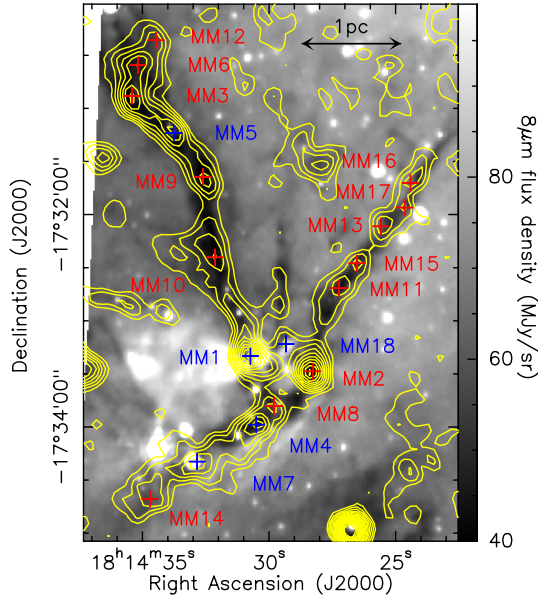 1pc
MM12
MM6
MM3
MM5
MM16
MM9
MM17
MM13
MM15
MM10
MM11
MM18
MM1
MM2
MM8
MM4
MM7
MM14
−17°32'00"
−17°34'00"
Declination (J2000)
18ʰ14ᵐ35ˢ 30ˢ 25ˢ
Right Ascension (J2000)
80
60
40
8μm flux density (MJy/sr)